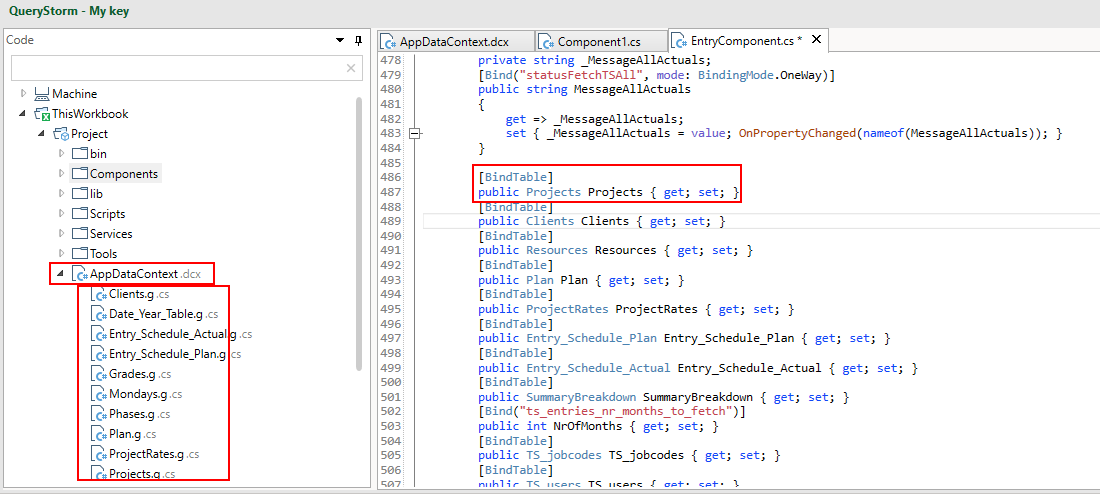 QueryStorm - My key
Code
Machine
ThisWorkbook
Project
bin
Components
lib
Scripts
Services
Tools
AppDataContext.dcx
Clients.g.cs
Date_Year_Table.g.cs
Entry_Schedule_Actual.g.cs
Entry_Schedule_Plan.g.cs
Grades.g.cs
Mondays.g.cs
Phases.g.cs
Plan.g.cs
ProjectRates.g.cs
Projects.g.cs
AppDataContext.dcx Component1.cs EntryComponent.cs *
478 private string _MessageAllActuals;
479 [Bind("statusFetchTSAll", mode: BindingMode.OneWay)]
480 public string MessageAllActuals
481 {
482 get => _MessageAllActuals;
483 set { _MessageAllActuals = value; OnPropertyChanged(nameof(MessageAllActuals)); }
484 }
485
486 [BindTable]
487 public Projects Projects { get; set; }
488 [BindTable]
489 public Clients Clients { get; set; }
490 [BindTable]
491 public Resources Resources { get; set; }
492 [BindTable]
493 public Plan Plan { get; set; }
494 [BindTable]
495 public ProjectRates ProjectRates { get; set; }
496 [BindTable]
497 public Entry_Schedule_Plan Entry_Schedule_Plan { get; set; }
498 [BindTable]
499 public Entry_Schedule_Actual Entry_Schedule_Actual { get; set; }
500 [BindTable]
501 public SummaryBreakdown SummaryBreakdown { get; set; }
502 [Bind("ts_entries_nr_months_to_fetch")]
503 public int NrOfMonths { get; set; }
504 [BindTable]
505 public TS_jobcodes TS_jobcodes { get; set; }
506 [BindTable]
507 public TS_users TS_users { get; set; }